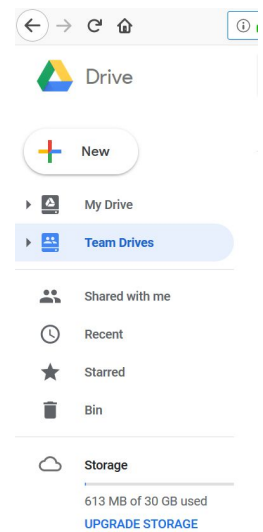 Drive
New
My Drive
Team Drives
Shared with me
Recent
Starred
Bin
Storage
613 MB of 30 GB used
UPGRADE STORAGE